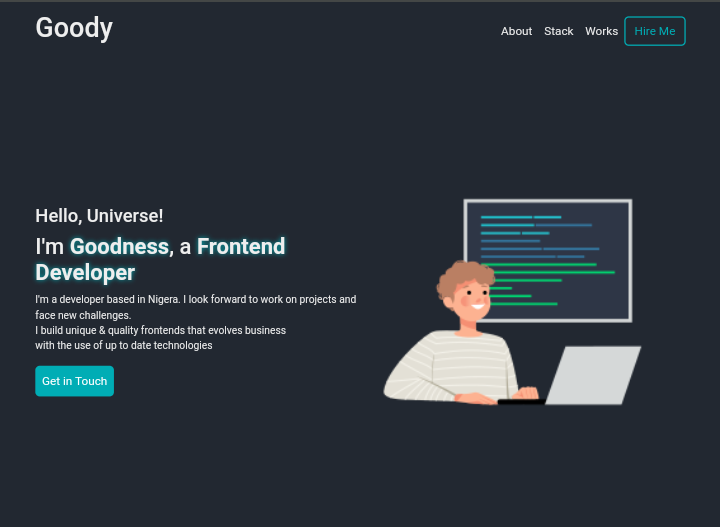 Goody
About Stack Works Hire Me
Hello, Universe!
I'm Goodness, a Frontend
Developer
I'm a developer based in Nigera. I look forward to work on projects and
face new challenges.
I build unique & quality frontends that evolves business
with the use of up to date technologies
Get in Touch